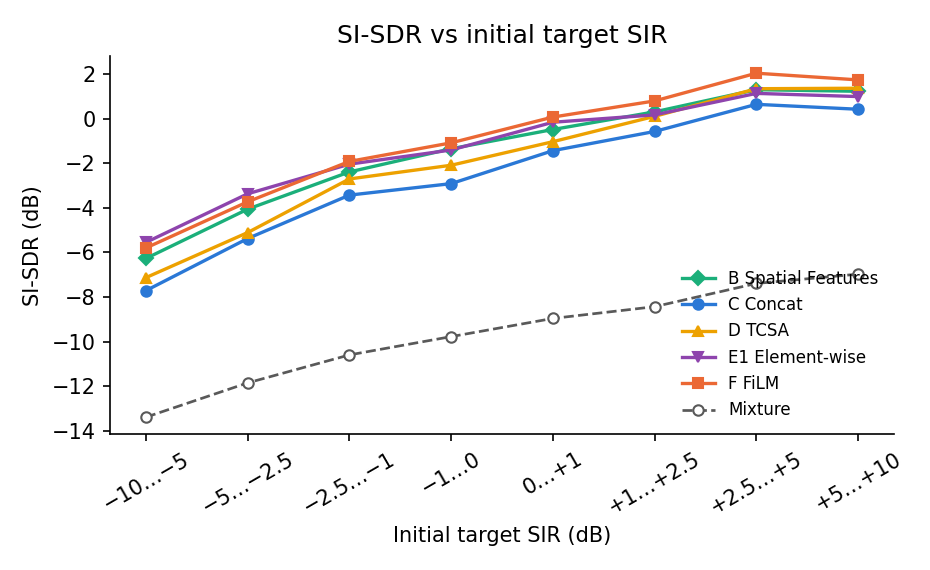 SI-SDR vs initial target SIR
SI-SDR (dB)
2
0
−2
−4
−6
−8
−10
−12
−14
B Spatial Features
C Concat
D TCSA
E1 Element-wise
F FiLM
Mixture
−10…−5
−5…−2.5
−2.5…−1
−1…0
0…+1
+1…+2.5
+2.5…+5
+5…+10
Initial target SIR (dB)